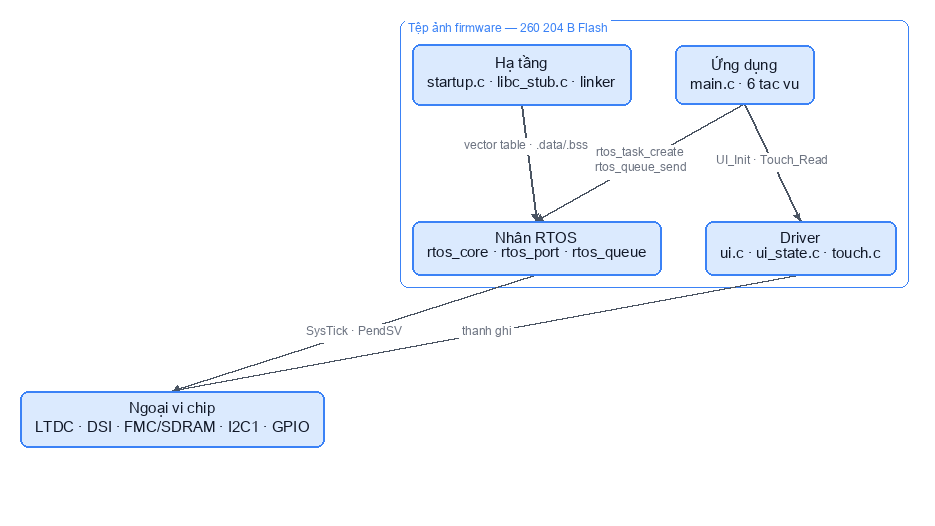 Tệp ảnh firmware — 260 204 B Flash
Hạ tầng
startup.c · libc_stub.c · linker
Ứng dụng
main.c · 6 tac vu
vector table · .data/.bss
rtos_task_create
rtos_queue_send
UI_Init · Touch_Read
Nhân RTOS
rtos_core · rtos_port · rtos_queue
Driver
ui.c · ui_state.c · touch.c
SysTick · PendSV
thanh ghi
Ngoại vi chip
LTDC · DSI · FMC/SDRAM · I2C1 · GPIO